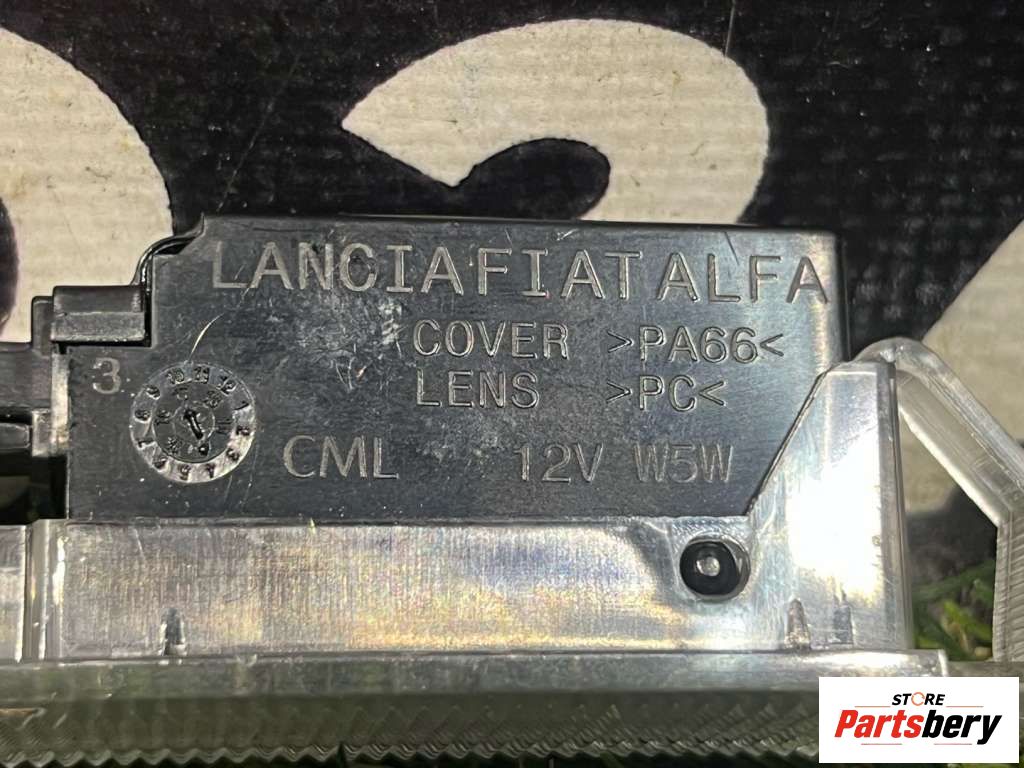 LANCIA FIAT ALFA
COVER >PA66<
LENS >PC<
3
CML 12V W5W
STORE
Partsbery